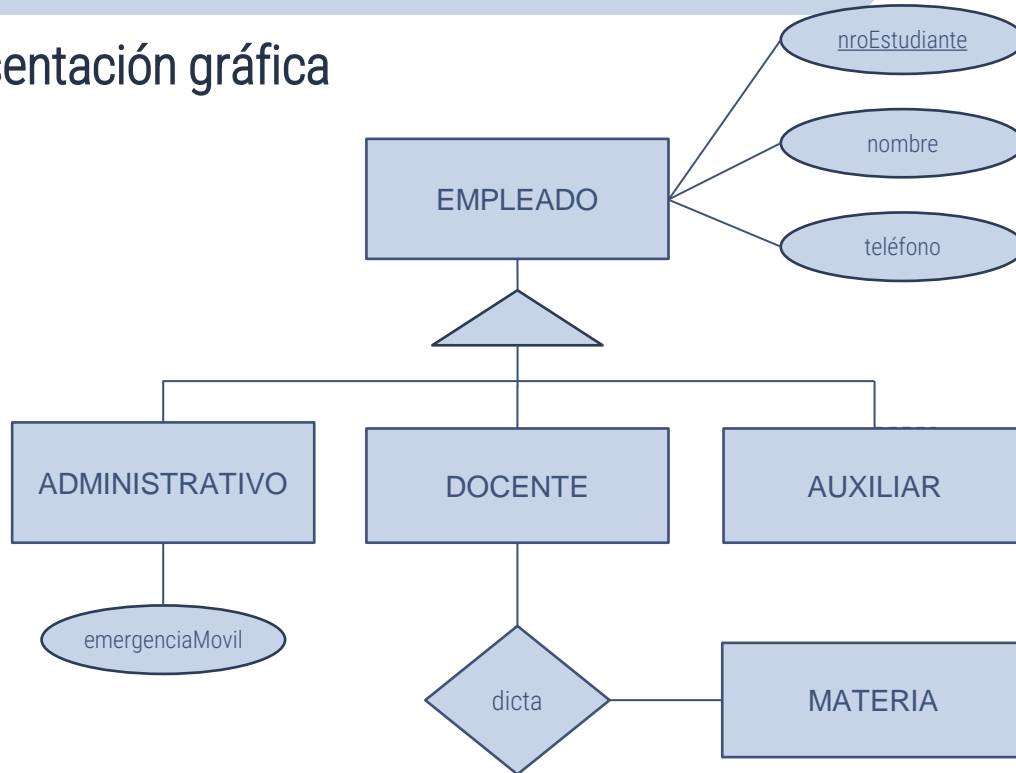 sentación gráfica
nroEstudiante
nombre
EMPLEADO
teléfono
ADMINISTRATIVO
DOCENTE
AUXILIAR
emergenciaMovil
dicta
MATERIA